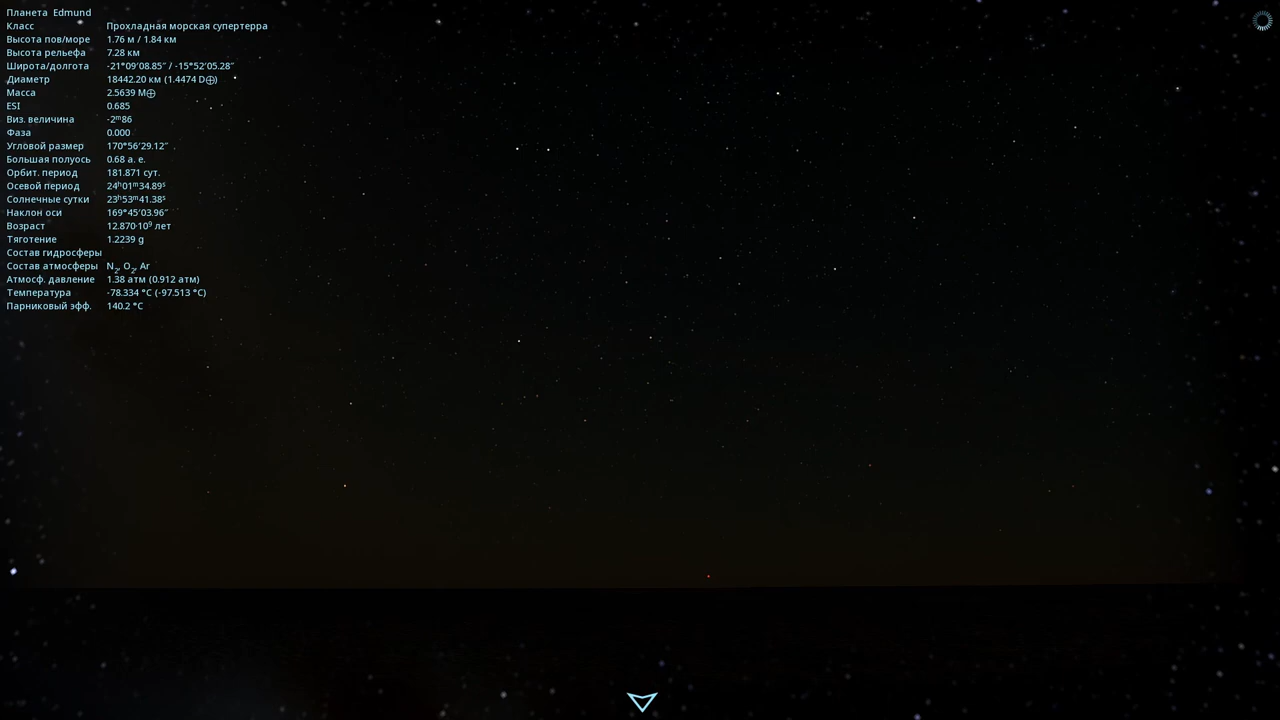 Планета Edmund
Класс Прохладная морская супертерра
Высота пов/море 1.76 м / 1.84 км
Высота рельефа 7.28 км
Широта/долгота -21°09′08.85″ / -15°52′05.28″
Диаметр 18442.20 км (1.4474 D⊕)
Масса 2.5639 M⊕
ESI 0.685
Виз. величина -2ᵐ86
Фаза 0.000
Угловой размер 170°56′29.12″
Большая полуось 0.68 а. е.
Орбит. период 181.871 сут.
Осевой период 24ʰ01ᵐ34.89ˢ
Солнечные сутки 23ʰ53ᵐ41.38ˢ
Наклон оси 169°45′03.96″
Возраст 12.870·10⁹ лет
Тяготение 1.2239 g
Состав гидросферы
Состав атмосферы N₂, O₂, Ar
Атмосф. давление 1.38 атм (0.912 атм)
Температура -78.334 °C (-97.513 °C)
Парниковый эфф. 140.2 °C